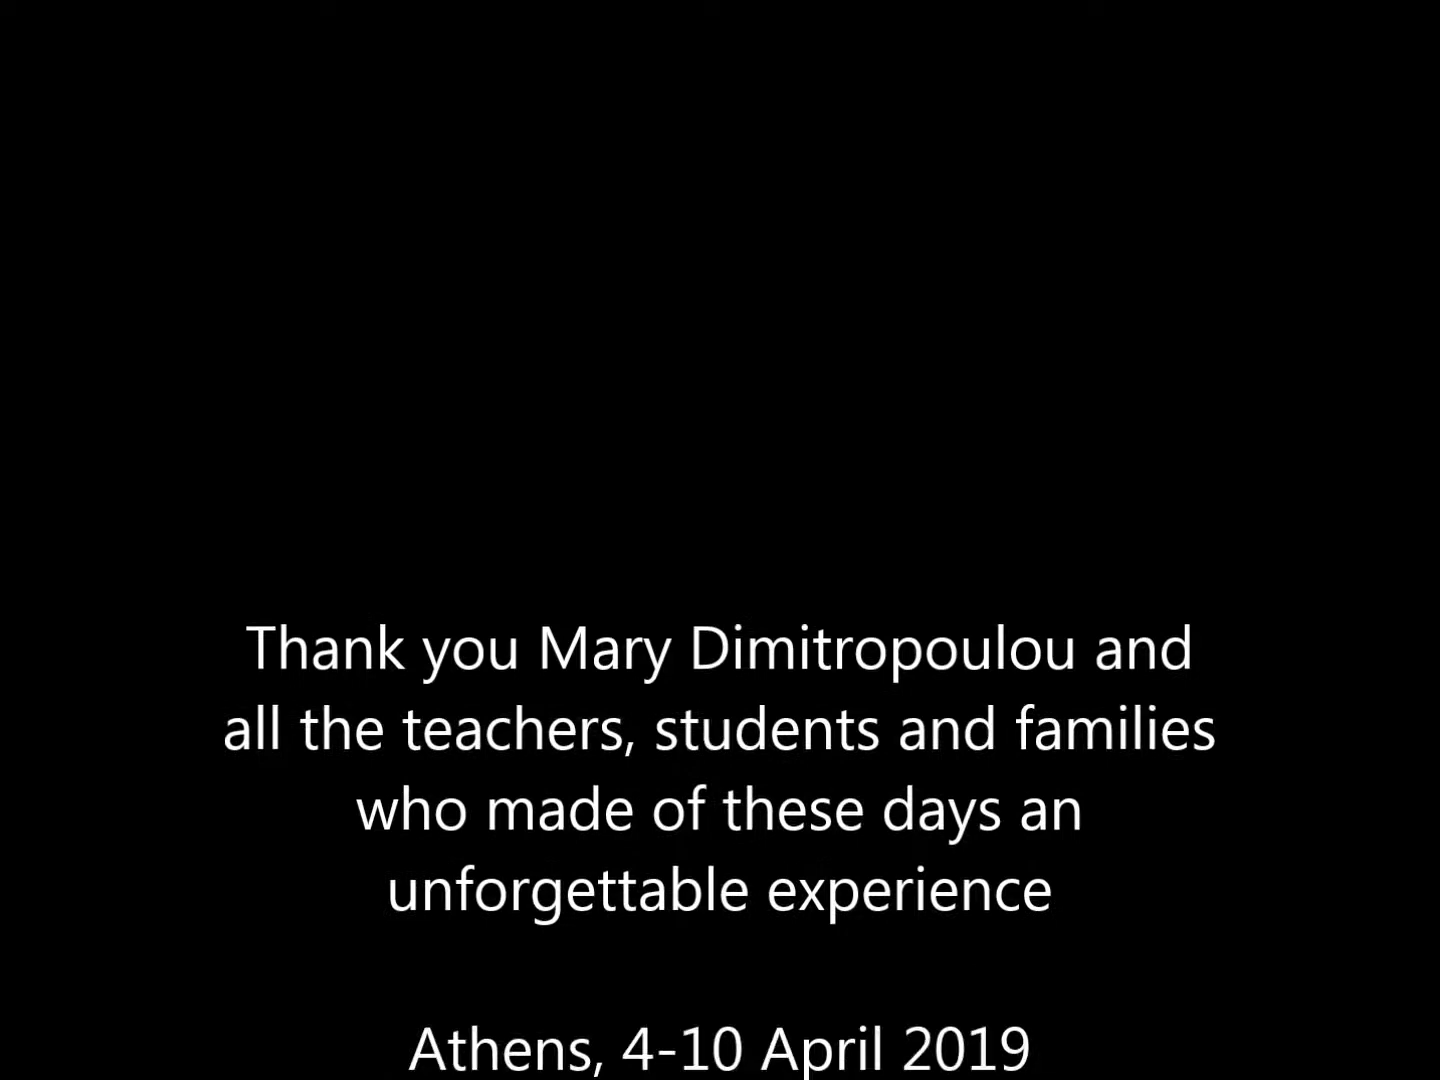 Thank you Mary Dimitropoulou and
all the teachers, students and families
who made of these days an
unforgettable experience
Athens, 4-10 April 2019